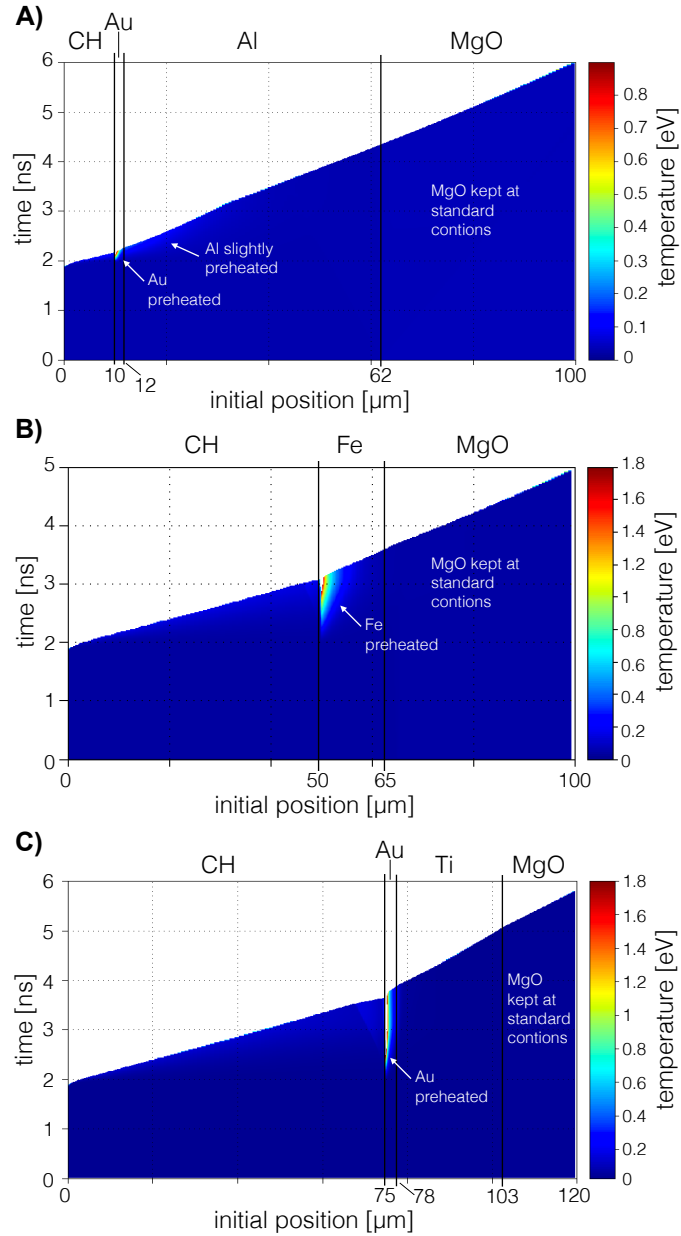 A)
Au
CH Al MgO
6
5
4
3
2
1
0
time [ns]
MgO kept at
standard
contions
Al slightly
preheated
Au
preheated
0 10 12 62 100
initial position [µm]
0.8
0.7
0.6
0.5
0.4
0.3
0.2
0.1
0
temperature [eV]
B)
CH Fe MgO
5
4
3
2
1
0
time [ns]
MgO kept at
standard
contions
Fe
preheated
0 50 65 100
initial position [µm]
1.8
1.6
1.4
1.2
1.0
0.8
0.6
0.4
0.2
0
temperature [eV]
C)
Au
CH Ti MgO
6
5
4
3
2
1
0
time [ns]
MgO
kept at
standard
contions
Au
preheated
0 75 78 103 120
initial position [µm]
1.8
1.6
1.4
1.2
1.0
0.8
0.6
0.4
0.2
0
temperature [eV]